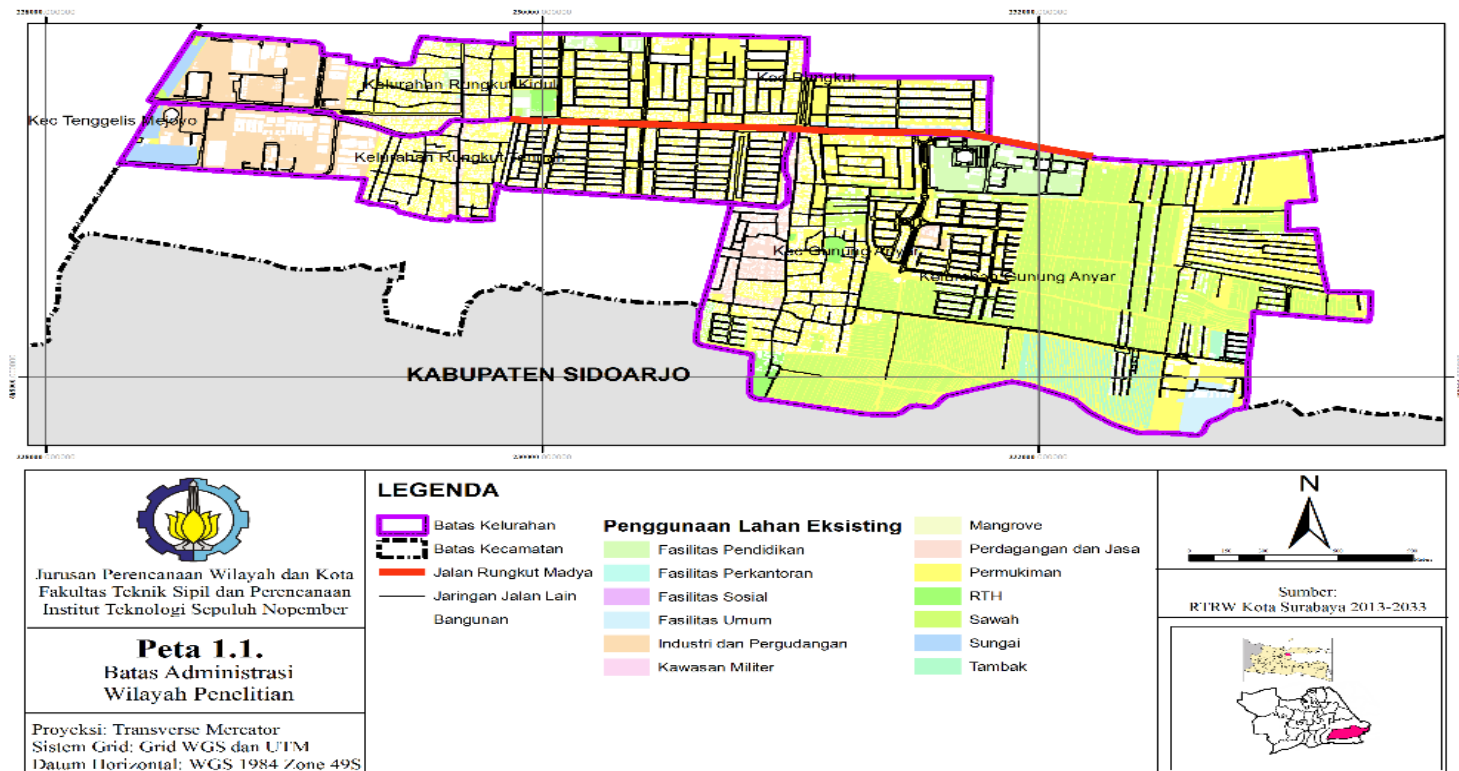 Kelurahan Rungkut Kidul
Kec Rungkut
Kec Tenggelis Mejoyo
Kelurahan Rungkut Tengah
Kec Gunung Anyar
Kelurahan Gunung Anyar
KABUPATEN SIDOARJO
Jurusan Perencanaan Wilayah dan Kota
Fakultas Teknik Sipil dan Perencanaan
Institut Teknologi Sepuluh Nopember
Peta 1.1.
Batas Administrasi
Wilayah Penelitian
Proyeksi: Transverse Mercator
Sistem Grid: Grid WGS dan UTM
Datum Horizontal: WGS 1984 Zone 49S
LEGENDA
Batas Kelurahan
Batas Kecamatan
Jalan Rungkut Madya
Jaringan Jalan Lain
Bangunan
Penggunaan Lahan Eksisting
Fasilitas Pendidikan
Fasilitas Perkantoran
Fasilitas Sosial
Fasilitas Umum
Industri dan Pergudangan
Kawasan Militer
Mangrove
Perdagangan dan Jasa
Permukiman
RTH
Sawah
Sungai
Tambak
N
Sumber:
RTRW Kota Surabaya 2013-2033